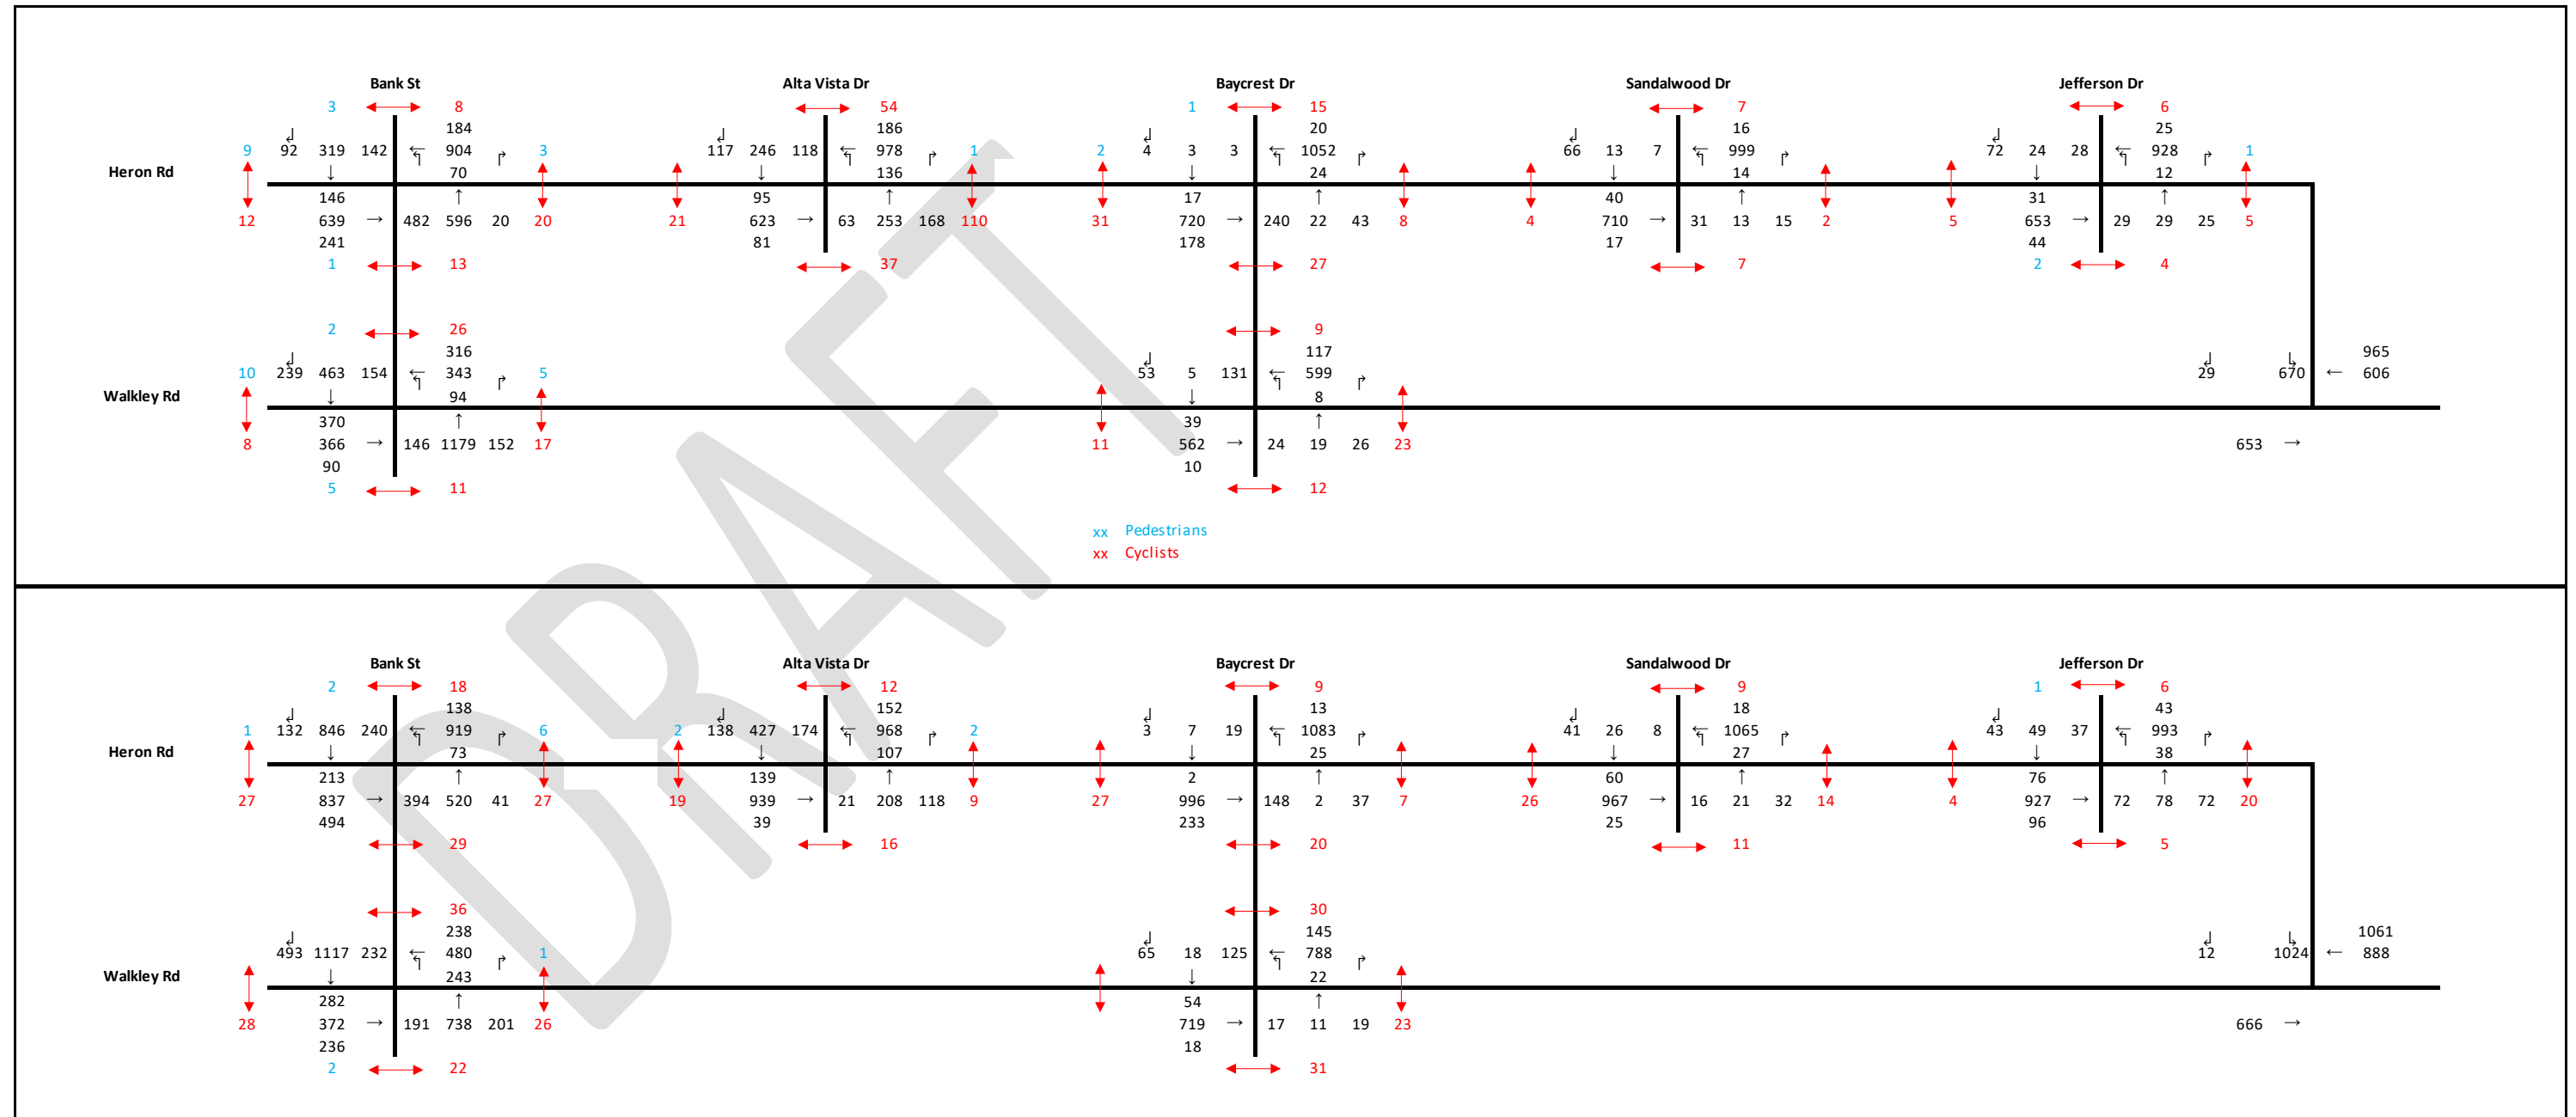 Bank St Alta Vista Dr Baycrest Dr Sandalwood Dr Jefferson Dr
3 8 54 1 15 7 6
184 186 20 16 25
9 92 319 142 904 3 117 246 118 978 1 2 4 3 3 1052 66 13 7 999 72 24 28 928 1
Heron Rd 70 136 24 14 12
146 95 17 40 31
12 639 482 596 20 20 21 623 63 253 168 110 31 720 240 22 43 8 4 710 31 13 15 2 5 653 29 29 25 5
241 81 178 17 44
1 13 37 27 7 2 4
2 26 9
316 117 965
10 239 463 154 343 5 53 5 131 599 29 670 606
Walkley Rd 94 8
370 39
8 366 146 1179 152 17 11 562 24 19 26 23 653
90 10
5 11 12
xx Pedestrians
xx Cyclists
DRAFT
Bank St Alta Vista Dr Baycrest Dr Sandalwood Dr Jefferson Dr
2 18 12 9 9 1 6
138 152 13 18 43
1 132 846 240 919 6 2 138 427 174 968 2 3 7 19 1083 41 26 8 1065 43 49 37 993
Heron Rd 73 107 25 27 38
213 139 2 60 76
27 837 394 520 41 27 19 939 21 208 118 9 27 996 148 2 37 7 26 967 16 21 32 14 4 927 72 78 72 20
494 39 233 25 96
29 16 20 11 5
36 30
238 145 1061
493 1117 232 480 1 65 18 125 788 12 1024 888
Walkley Rd 243 22
282 54
28 372 191 738 201 26 719 17 11 19 23 666
236 18
2 22 31